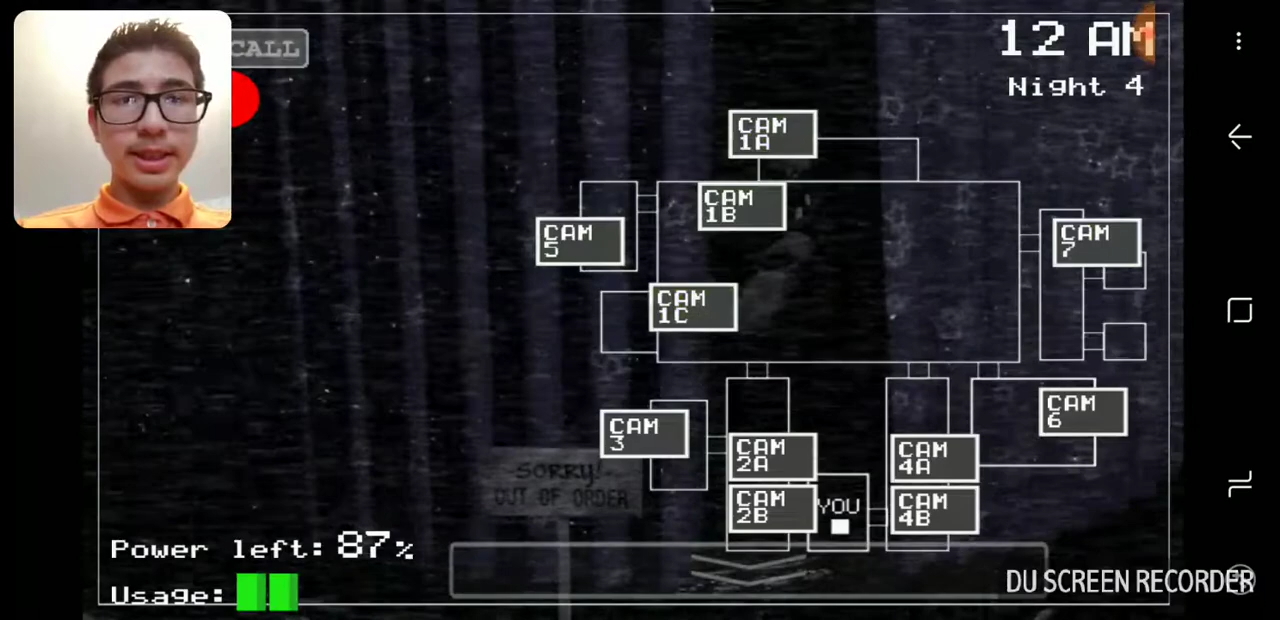 CALL
12 AM
Night 4
CAM
1A
CAM
1B
CAM
5
CAM
7
CAM
1C
CAM
3
CAM
6
CAM
2A
CAM
4A
SORRY!
OUT OF ORDER
CAM
2B
YOU
CAM
4B
Power left: 87%
Usage:
DU SCREEN RECORDER